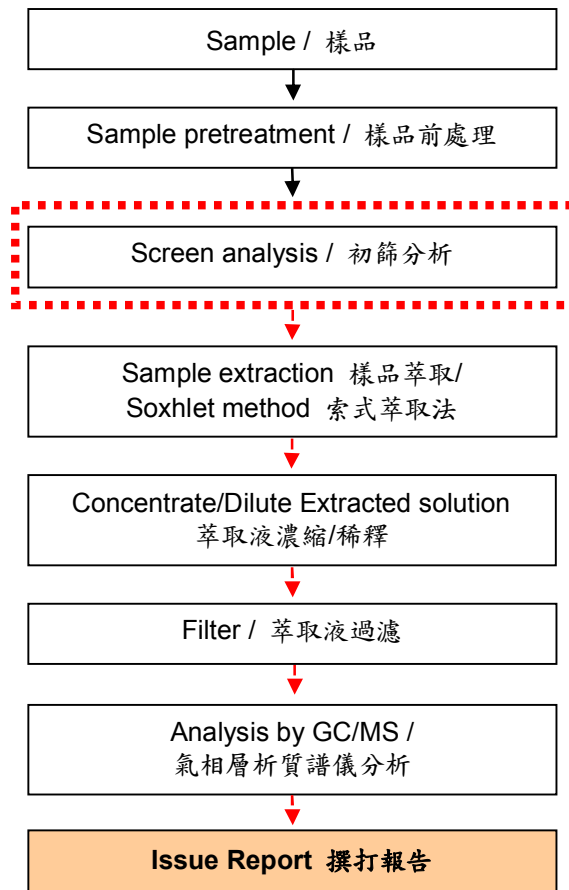 Sample / 樣品
Sample pretreatment / 樣品前處理
Screen analysis / 初篩分析
Sample extraction 樣品萃取/
Soxhlet method 索式萃取法
Concentrate/Dilute Extracted solution
萃取液濃縮/稀釋
Filter / 萃取液過濾
Analysis by GC/MS /
氣相層析質譜儀分析
Issue Report 撰打報告